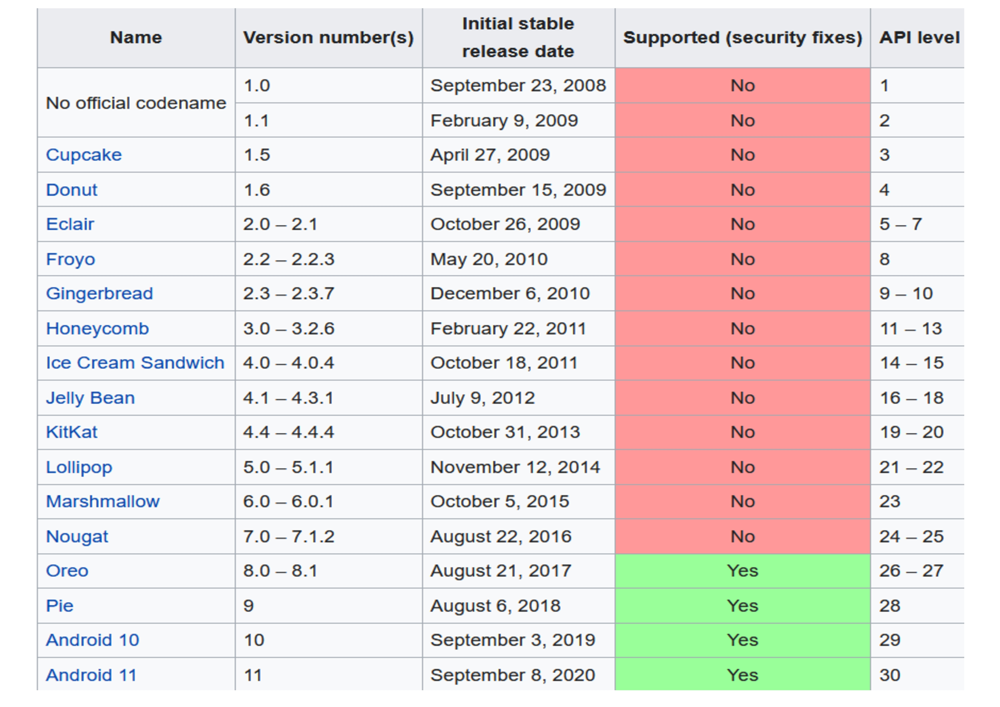 Name Version number(s) Initial stable release date Supported (security fixes) API level
No official codename 1.0 September 23, 2008 No 1
1.1 February 9, 2009 No 2
Cupcake 1.5 April 27, 2009 No 3
Donut 1.6 September 15, 2009 No 4
Eclair 2.0 – 2.1 October 26, 2009 No 5 – 7
Froyo 2.2 – 2.2.3 May 20, 2010 No 8
Gingerbread 2.3 – 2.3.7 December 6, 2010 No 9 – 10
Honeycomb 3.0 – 3.2.6 February 22, 2011 No 11 – 13
Ice Cream Sandwich 4.0 – 4.0.4 October 18, 2011 No 14 – 15
Jelly Bean 4.1 – 4.3.1 July 9, 2012 No 16 – 18
KitKat 4.4 – 4.4.4 October 31, 2013 No 19 – 20
Lollipop 5.0 – 5.1.1 November 12, 2014 No 21 – 22
Marshmallow 6.0 – 6.0.1 October 5, 2015 No 23
Nougat 7.0 – 7.1.2 August 22, 2016 No 24 – 25
Oreo 8.0 – 8.1 August 21, 2017 Yes 26 – 27
Pie 9 August 6, 2018 Yes 28
Android 10 10 September 3, 2019 Yes 29
Android 11 11 September 8, 2020 Yes 30